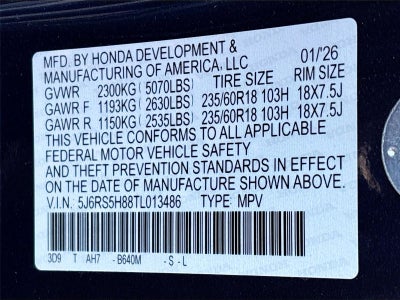 MFD. BY HONDA DEVELOPMENT &
MANUFACTURING OF AMERICA, LLC 01/'26
GVWR 2300KG (5070LBS) TIRE SIZE RIM SIZE
GAWR F 1193KG (2630LBS) 235/60R18 103H 18X7.5J
GAWR R 1150KG (2535LBS) 235/60R18 103H 18X7.5J
THIS VEHICLE CONFORMS TO ALL APPLICABLE
FEDERAL MOTOR VEHICLE SAFETY
AND THEFT PREVENTION STANDARDS IN EFFECT
ON THE DATE OF MANUFACTURE SHOWN ABOVE.
V.I.N. 5J6RS5H88TL013486 TYPE: MPV
3D9 T AH7 -B640M -S-L